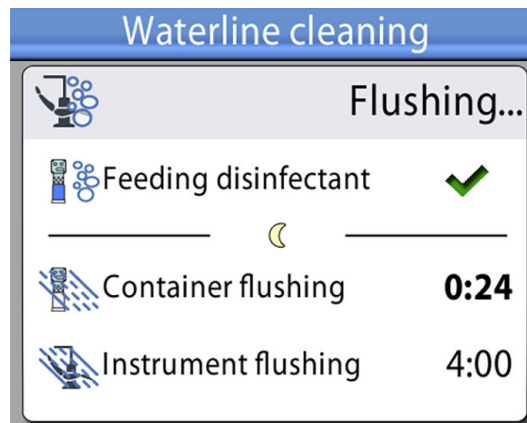 Waterline cleaning
Flushing...
Feeding disinfectant
Container flushing 0:24
Instrument flushing 4:00